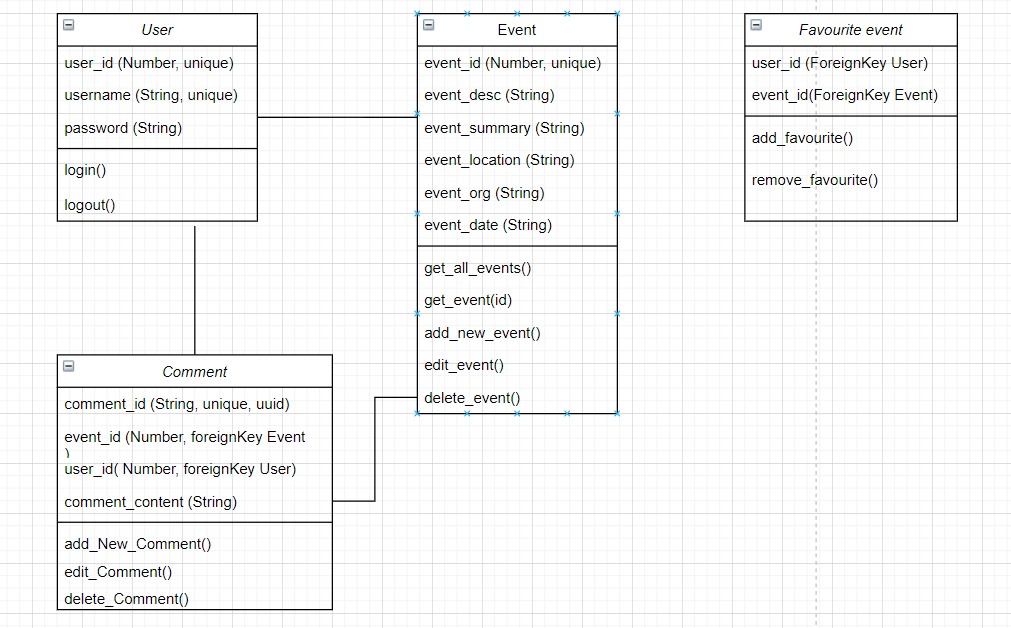 User
user_id (Number, unique)
username (String, unique)
password (String)
login()
logout()
Event
event_id (Number, unique)
event_desc (String)
event_summary (String)
event_location (String)
event_org (String)
event_date (String)
get_all_events()
get_event(id)
add_new_event()
edit_event()
delete_event()
Favourite event
user_id (ForeignKey User)
event_id(ForeignKey Event)
add_favourite()
remove_favourite()
Comment
comment_id (String, unique, uuid)
event_id (Number, foreignKey Event
)
user_id( Number, foreignKey User)
comment_content (String)
add_New_Comment()
edit_Comment()
delete_Comment()